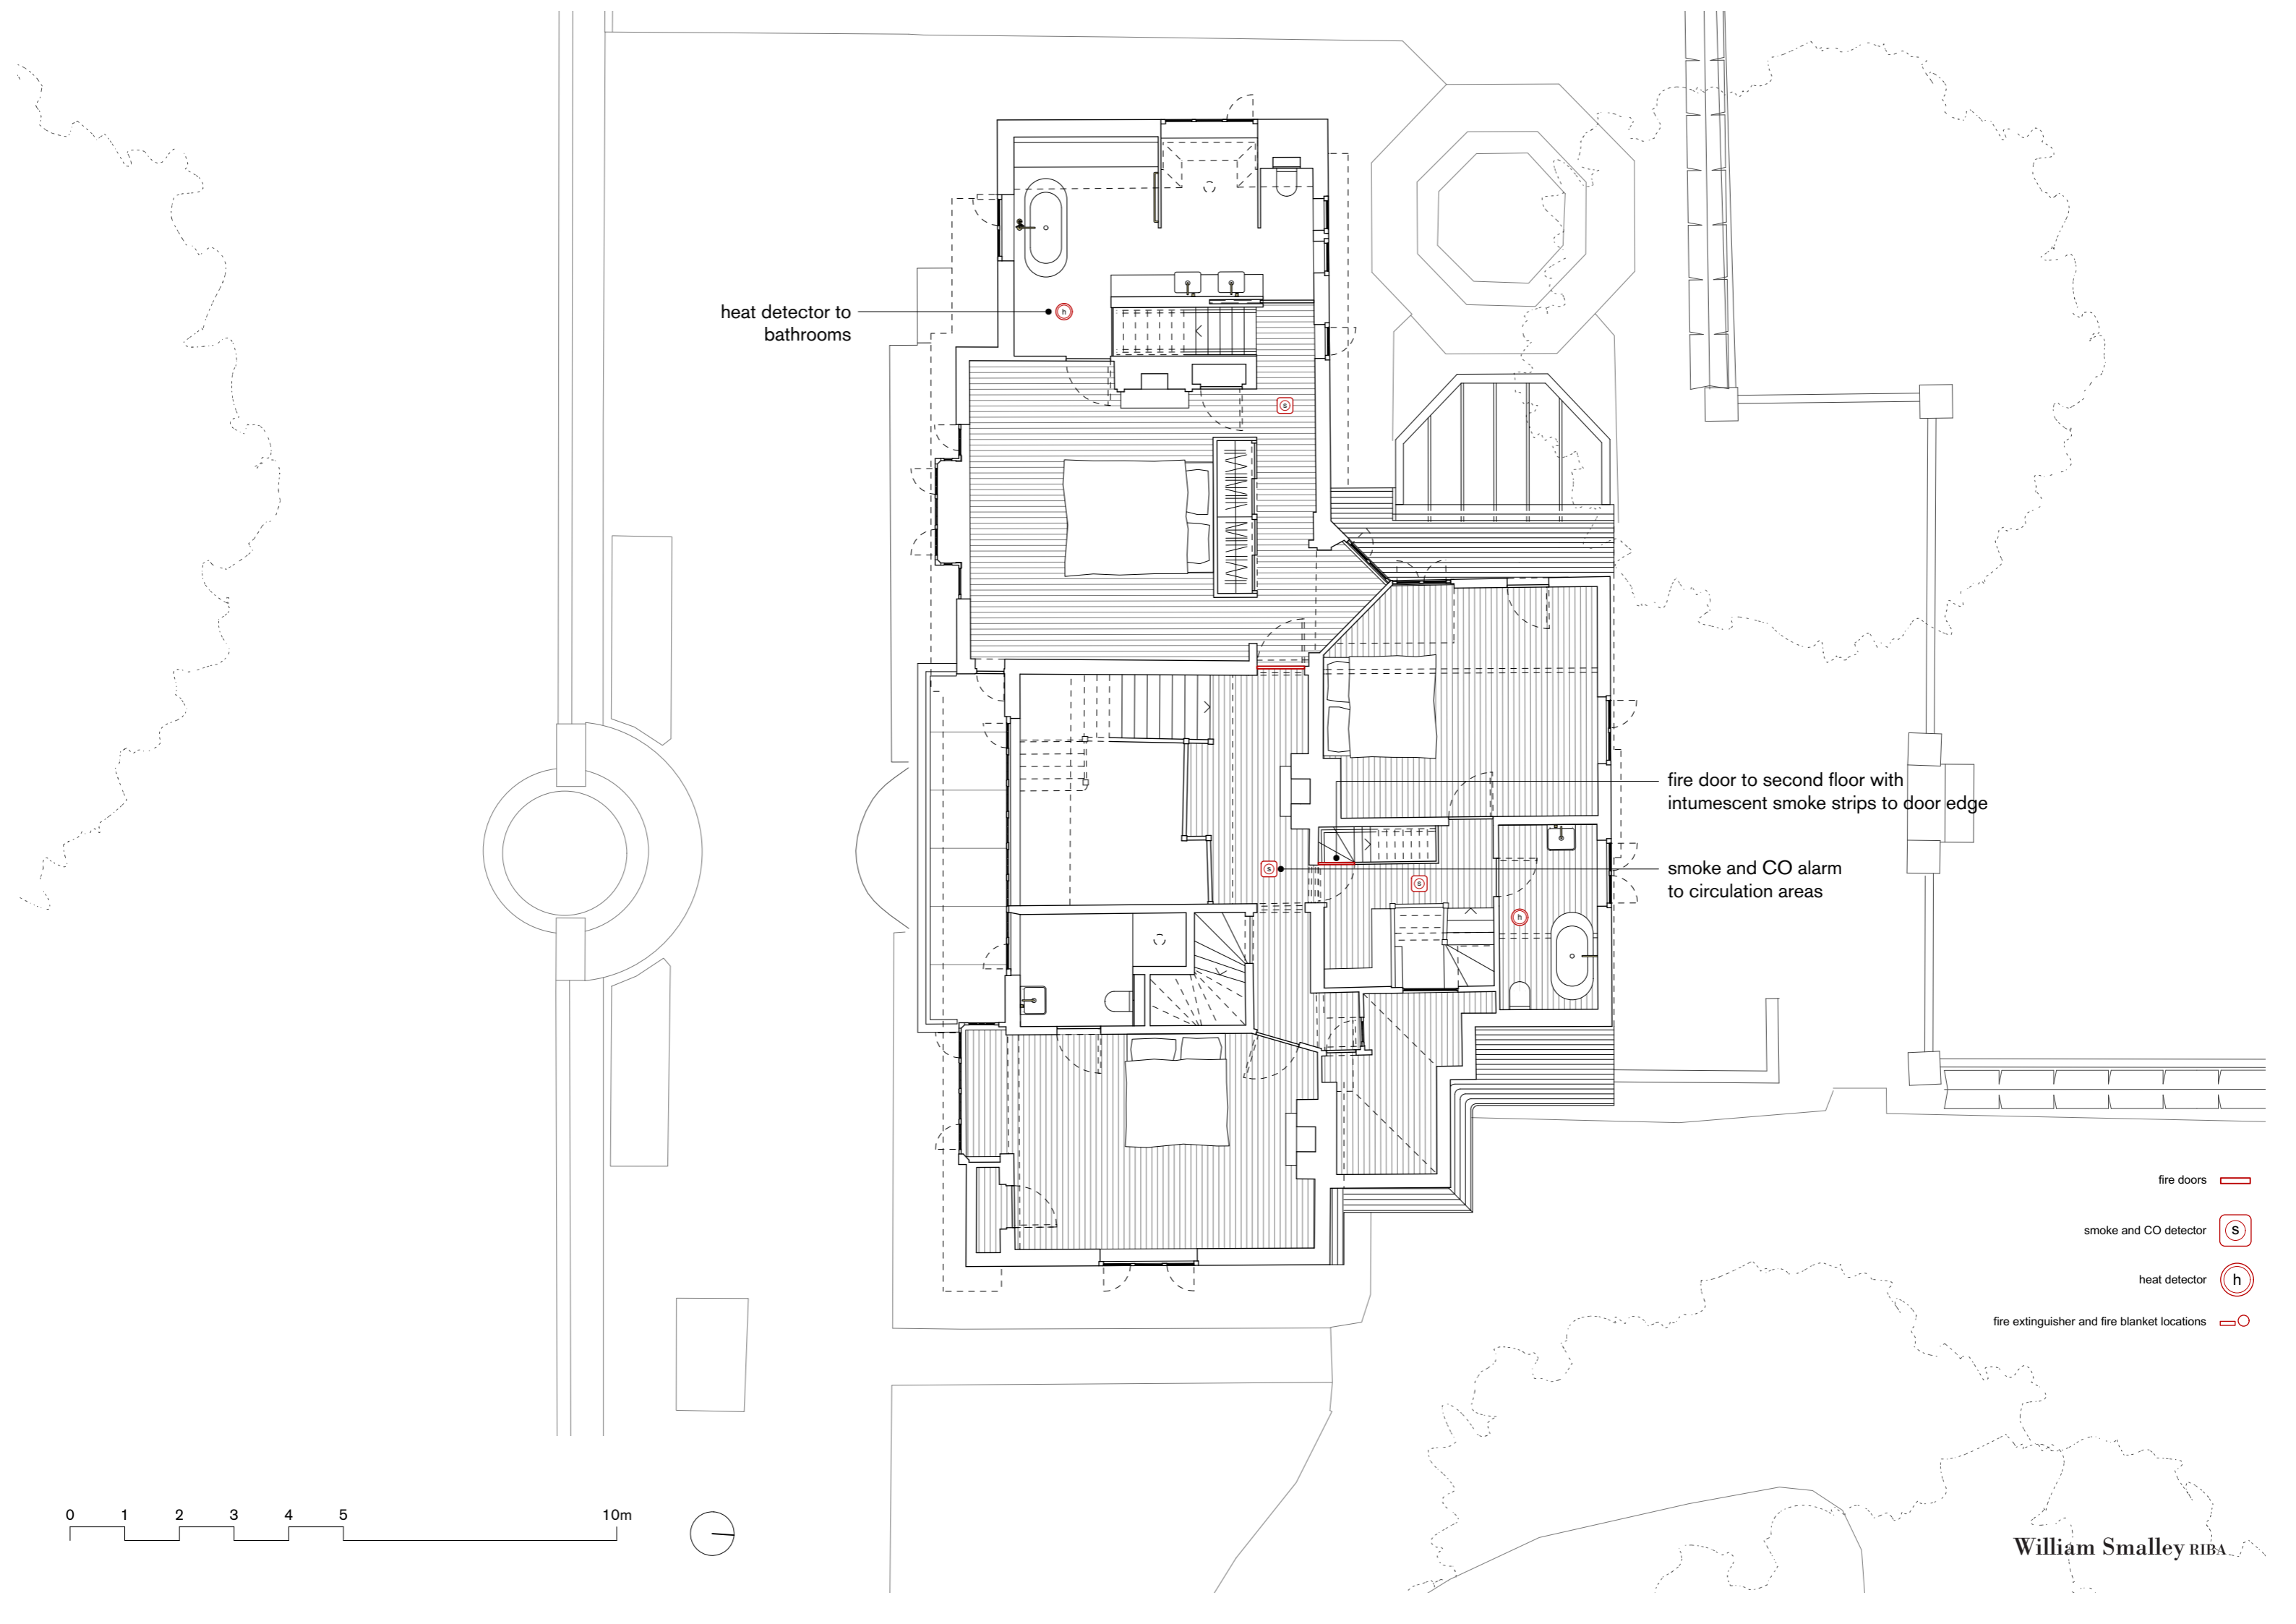 heat detector to
bathrooms
h
s
fire door to second floor with
intumescent smoke strips to door edge
s
smoke and CO alarm
to circulation areas
s
h
fire doors
smoke and CO detector
s
heat detector
h
fire extinguisher and fire blanket locations
0 1 2 3 4 5 10m
William Smalley RIBA